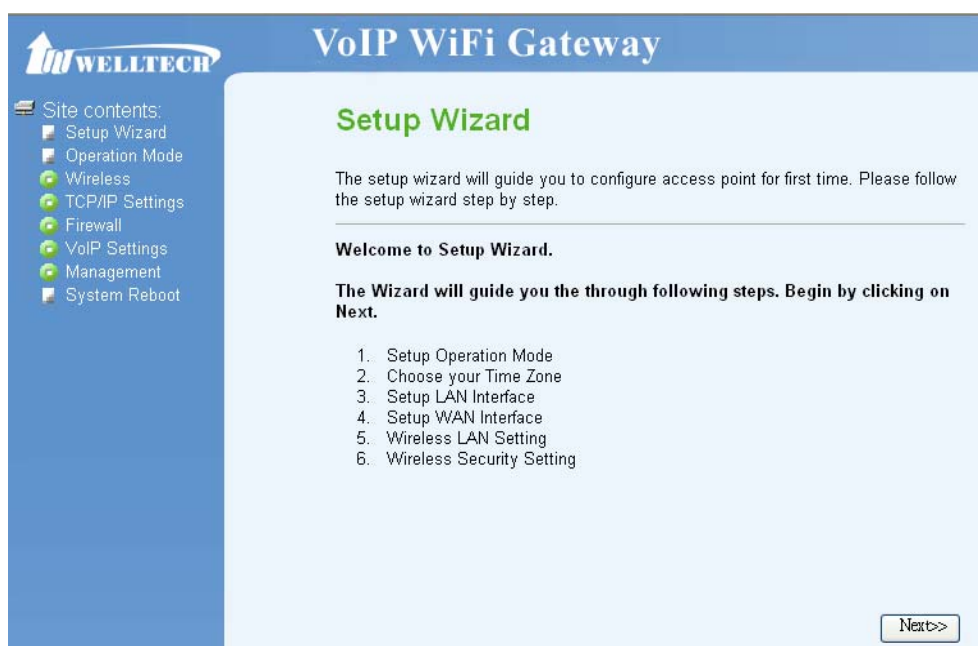 WELLTECH
VoIP WiFi Gateway
Site contents:
Setup Wizard
Operation Mode
Wireless
TCP/IP Settings
Firewall
VoIP Settings
Management
System Reboot
Setup Wizard
The setup wizard will guide you to configure access point for first time. Please follow
the setup wizard step by step.
Welcome to Setup Wizard.
The Wizard will guide you the through following steps. Begin by clicking on
Next.
1. Setup Operation Mode
2. Choose your Time Zone
3. Setup LAN Interface
4. Setup WAN Interface
5. Wireless LAN Setting
6. Wireless Security Setting
Next>>